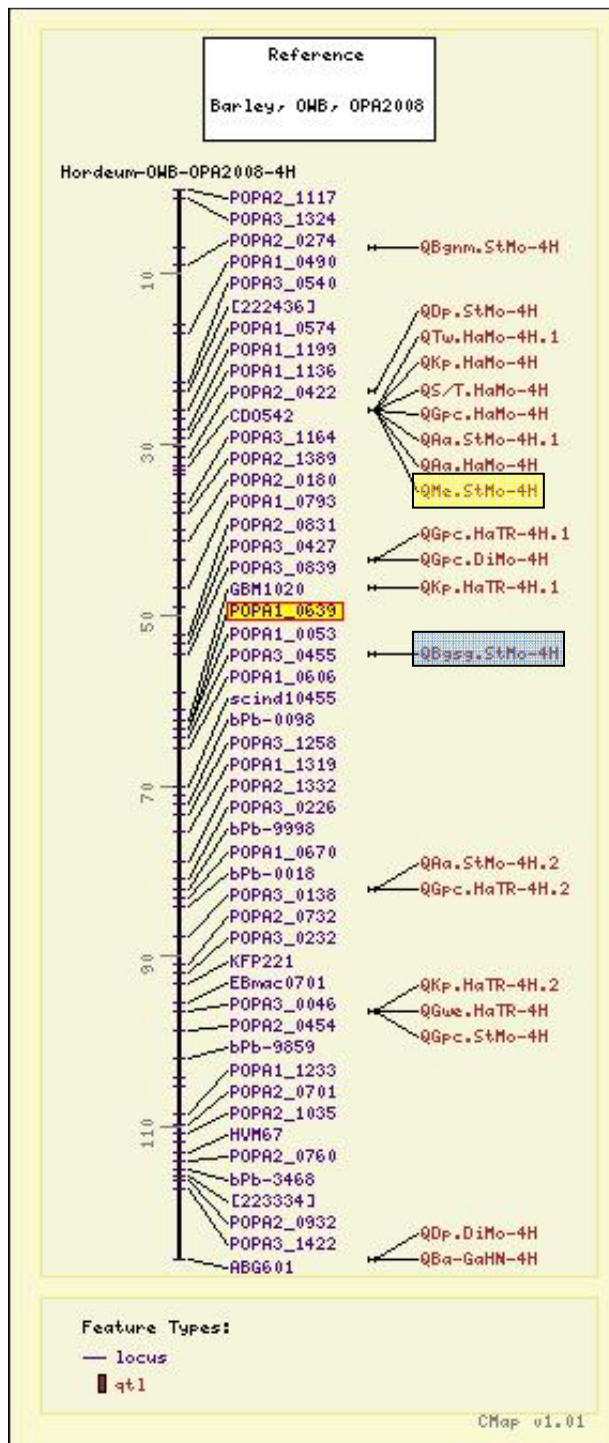 Reference
Barley, OWB, OPA2008
Hordeum-OWB-OPA2008-4H
POPA2_1117
POPA3_1324
POPA2_0274
POPA1_0490
POPA3_0540
[222436]
POPA1_0574
POPA1_1199
POPA1_1136
POPA2_0422
CDO542
POPA3_1164
POPA2_1389
POPA2_0180
POPA1_0793
POPA2_0831
POPA3_0427
POPA3_0839
GBM1020
POPA1_0639
POPA1_0053
POPA3_0455
POPA1_0606
scind10455
bPb-0098
POPA3_1258
POPA1_1319
POPA2_1332
POPA3_0226
bPb-9998
POPA1_0670
bPb-0018
POPA3_0138
POPA2_0732
POPA3_0232
KFP221
EBmac0701
POPA3_0046
POPA2_0454
bPb-9859
POPA1_1233
POPA2_0701
POPA2_1035
HVM67
POPA2_0760
bPb-3468
[223334]
POPA2_0932
POPA3_1422
ABG601
10
30
50
70
90
110
QBgnm.StMo-4H
QDp.StMo-4H
QTw.HaMo-4H.1
QKp.HaMo-4H
QS/T.HaMo-4H
QGpc.HaMo-4H
QAa.StMo-4H.1
QAa.HaMo-4H
QMe.StMo-4H
QGpc.HaTR-4H.1
QGpc.DiMo-4H
QKp.HaTR-4H.1
QBgsg.StMo-4H
QAa.StMo-4H.2
QGpc.HaTR-4H.2
QKp.HaTR-4H.2
QGwe.HaTR-4H
QGpc.StMo-4H
QDp.DiMo-4H
QBa-GaHN-4H
Feature Types:
locus
qtl
CMap v1.01